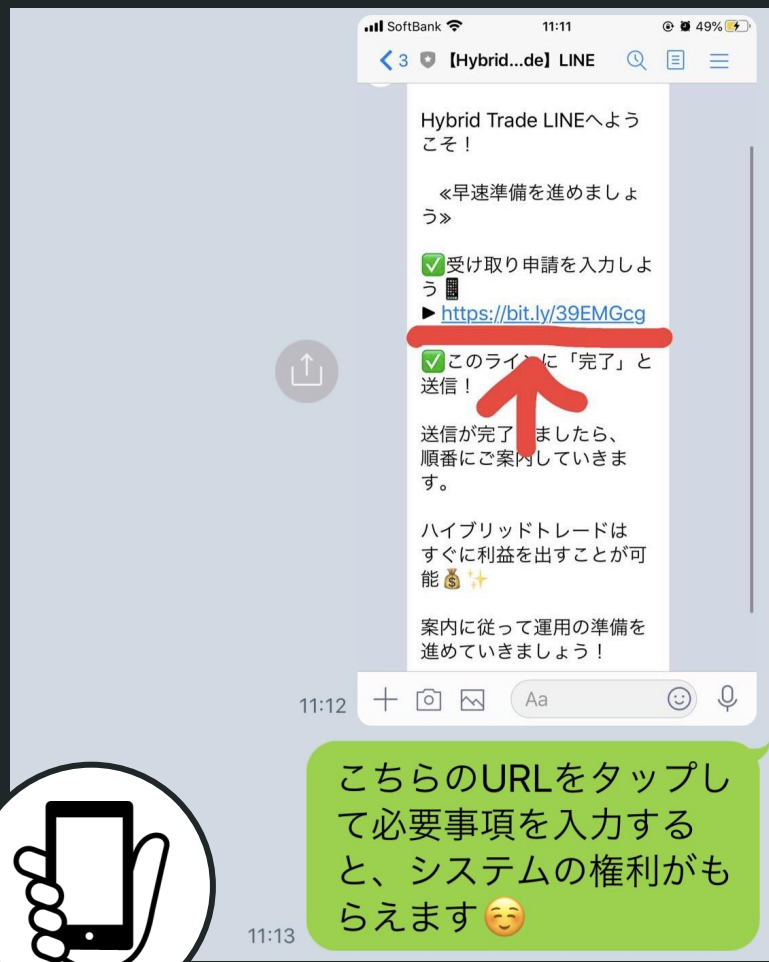 SoftBank 11:11 49%
3 【Hybrid...de】LINE
Hybrid Trade LINEへよう
こそ！
≪早速準備を進めましょ
う≫
✅受け取り申請を入力しよ
う📱
▶ https://bit.ly/39EMGcg
✅このラインに「完了」と
送信！
送信が完了しましたら、
順番にご案内していきま
す。
ハイブリッドトレードは
すぐに利益を出すことが可
能💰✨
案内に従って運用の準備を
進めていきましょう！
Aa
11:12
こちらのURLをタップし
て必要事項を入力する
と、システムの権利がも
らえます☺️
11:13